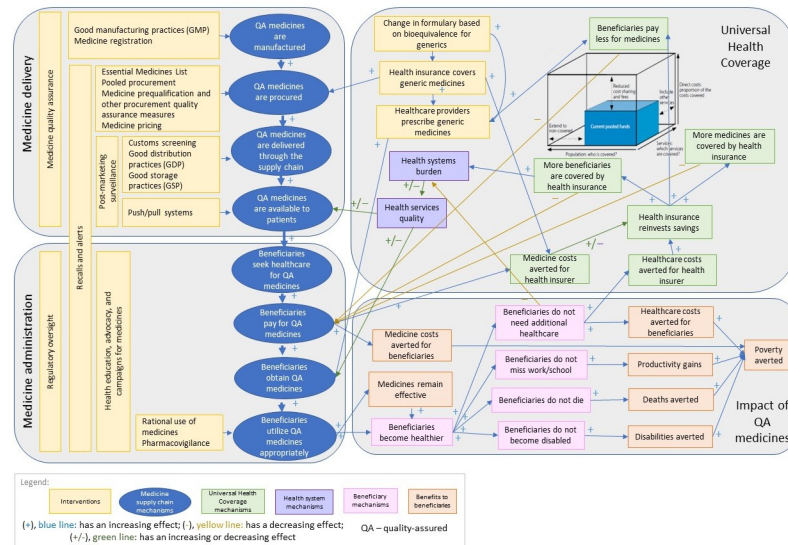 Medicine delivery
Medicine quality assurance
Good manufacturing practices (GMP)
Medicine registration
QA medicines
are
manufactured
Recalls and alerts
Essential Medicines List
Pooled procurement
Medicine prequalification and
other procurement quality
assurance measures
Medicine pricing
QA medicines
are procured
Post-marketing
surveillance
Customs screening
Good distribution
practices (GDP)
Good storage
practices (GSP)
QA medicines
are delivered
through the
supply chain
Push/pull systems
QA medicines
are available to
patients
Change in formulary based
on bioequivalence for
generics
Health insurance covers
generic medicines
Healthcare providers
prescribe generic
medicines
Health systems
burden
+/−
Health services
quality
+/−
+/−
Beneficiaries pay
less for medicines
Universal
Health
Coverage
Reduced
cost sharing
and fees
Include
other
services
Direct costs:
proportion of the
costs covered
Extend to
non-covered
Current pooled funds
Services:
which services
are covered?
Population: who is covered?
More medicines are
covered by health
insurance
More beneficiaries
are covered by
health insurance
Health insurance
reinvests savings
+/−
Medicine costs
averted for
health insurer
Healthcare costs
averted for health
insurer
Medicine administration
Regulatory oversight
Health education, advocacy, and
campaigns for medicines
Beneficiaries
seek healthcare
for QA
medicines
Beneficiaries
pay for QA
medicines
Beneficiaries
obtain QA
medicines
Rational use of
medicines
Pharmacovigilance
Beneficiaries
utilize QA
medicines
appropriately
Medicine costs
averted for
beneficiaries
Medicines remain
effective
Beneficiaries
become healthier
Beneficiaries do not
need additional
healthcare
Beneficiaries do not
miss work/school
Beneficiaries do not die
Beneficiaries do not
become disabled
Healthcare costs
averted for
beneficiaries
Productivity gains
Deaths averted
Disabilities averted
Poverty
averted
Impact of
QA
medicines
Legend:
Interventions
Medicine
supply chain
mechanisms
Universal Health
Coverage
mechanisms
Health system
mechanisms
Beneficiary
mechanisms
Benefits to
beneficiaries
(+), blue line: has an increasing effect; (-), yellow line: has a decreasing effect;
(+/-), green line: has an increasing or decreasing effect
QA – quality-assured